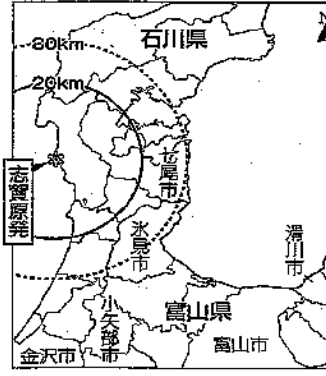 石川県
30km
20km
志賀原発
七尾市
氷見市
滑川市
小矢部市
富山県
富山市
金沢市